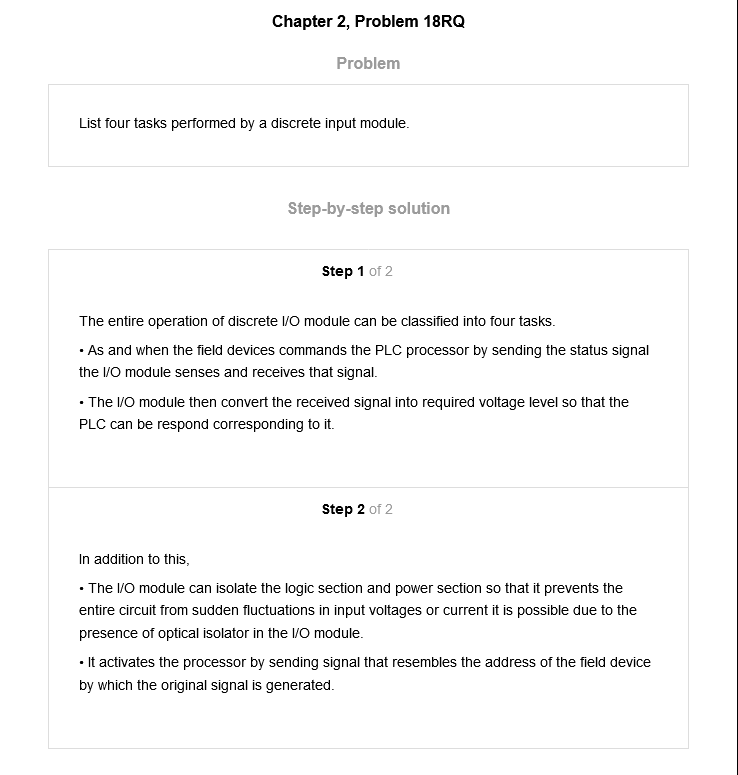 Chapter 2, Problem 18RQ
Problem
List four tasks performed by a discrete input module.
Step-by-step solution
Step 1 of 2
The entire operation of discrete I/O module can be classified into four tasks.
• As and when the field devices commands the PLC processor by sending the status signal
the I/O module senses and receives that signal.
• The I/O module then convert the received signal into required voltage level so that the
PLC can be respond corresponding to it.
Step 2 of 2
In addition to this,
• The I/O module can isolate the logic section and power section so that it prevents the
entire circuit from sudden fluctuations in input voltages or current it is possible due to the
presence of optical isolator in the I/O module.
• It activates the processor by sending signal that resembles the address of the field device
by which the original signal is generated.